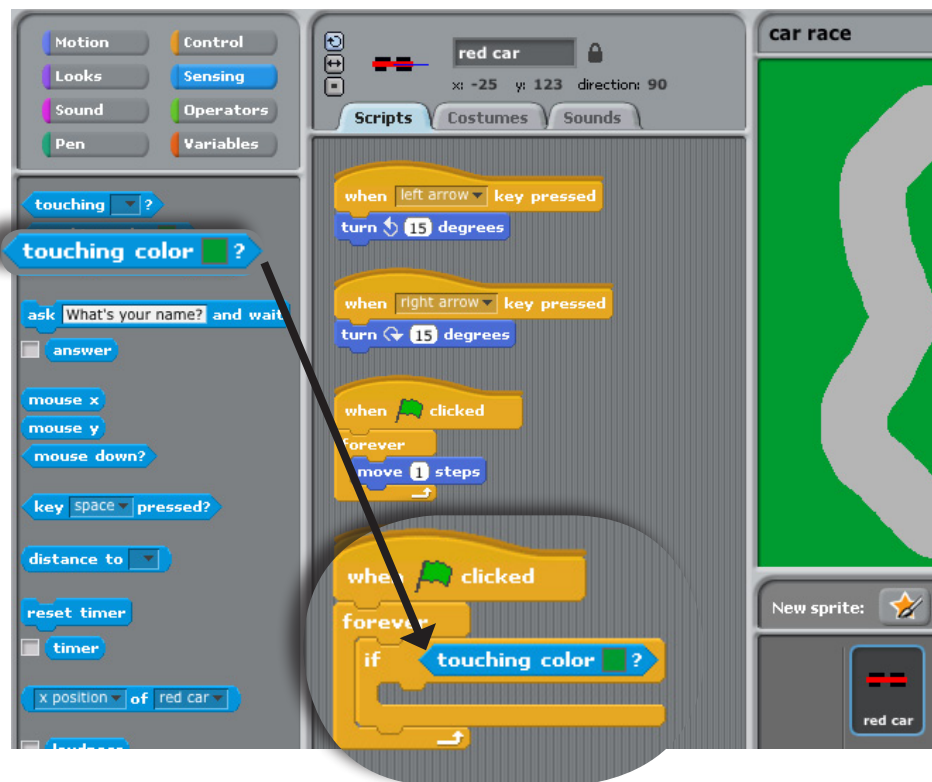 Motion Control
Looks Sensing
Sound Operators
Pen Variables
touching ?
touching color ?
ask What's your name? and wait
answer
mouse x
mouse y
mouse down?
key space pressed?
distance to
reset timer
timer
x position of red car
loudness
red car
x: -25 y: 123 direction: 90
Scripts Costumes Sounds
when left arrow key pressed
turn 15 degrees
when right arrow key pressed
turn 15 degrees
when clicked
forever
move 1 steps
when clicked
forever
if touching color ?
car race
New sprite:
red car